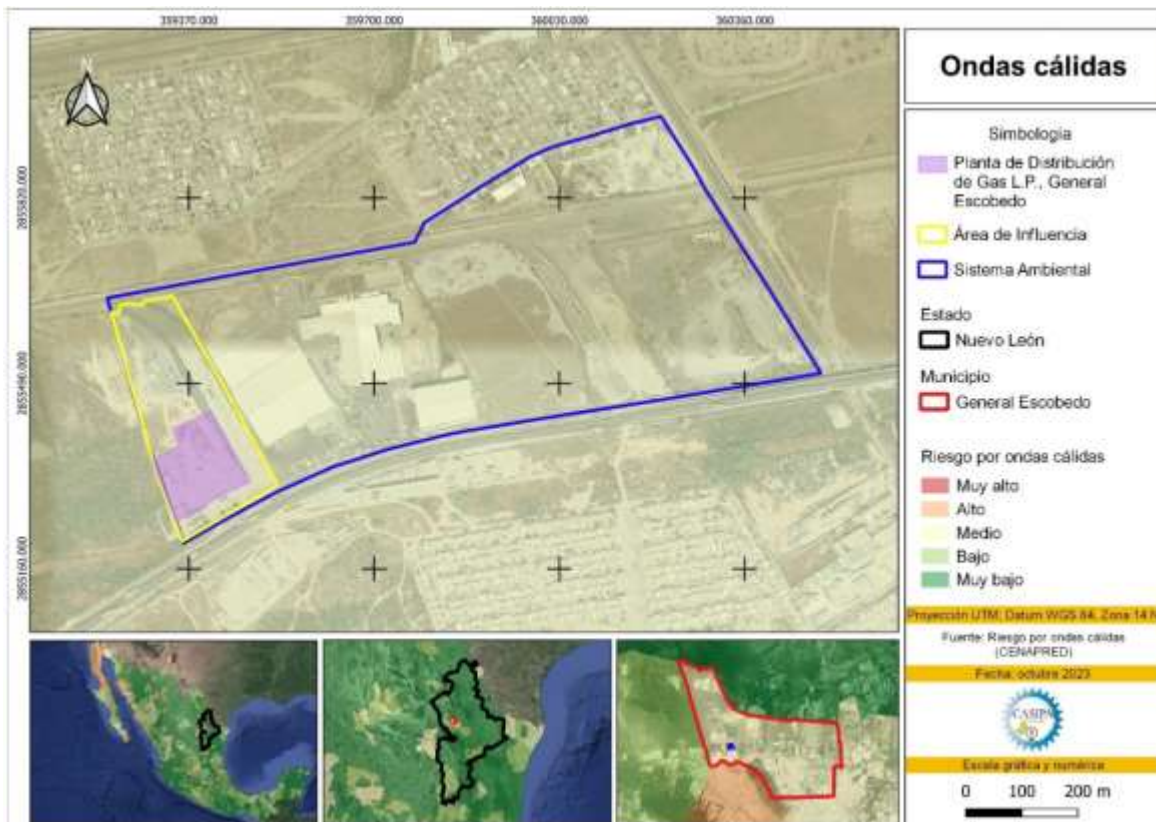 359370.000 359700.000 360030.000 360360.000
2855820.000
2855490.000
2855160.000
N
Ondas cálidas
Simbología
Planta de Distribución
de Gas L.P., General
Escobedo
Área de Influencia
Sistema Ambiental
Estado
Nuevo León
Municipio
General Escobedo
Riesgo por ondas cálidas
Muy alto
Alto
Medio
Bajo
Muy bajo
Proyección UTM; Datum WGS 84; Zona 14 N
Fuente: Riesgo por ondas cálidas
(CENAPRED)
Fecha: octubre 2023
CASIPA
Escala gráfica y numérica
0 100 200 m